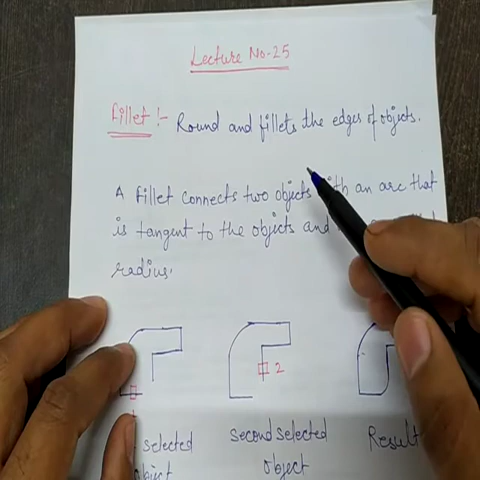 Lecture No-25
Fillet :- Round and fillets the edges of objects.
A fillet connects two objects with an arc that
is tangent to the objects and
radius.
2
selected second selected Result
object object